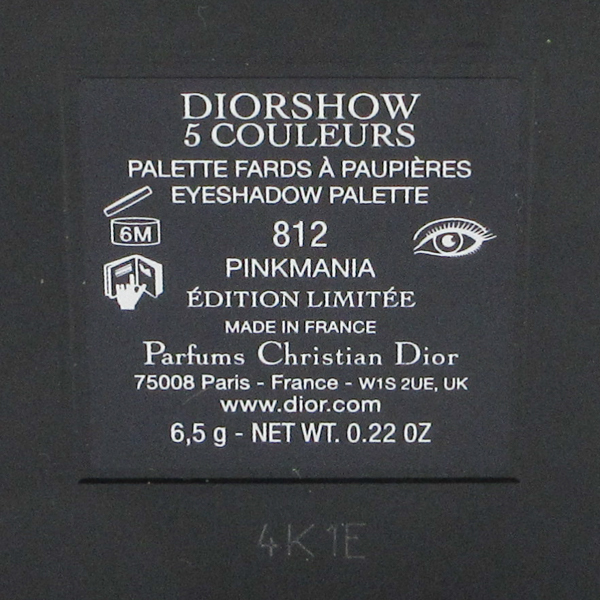 DIORSHOW
5 COULEURS
PALETTE FARDS À PAUPIÈRES
EYESHADOW PALETTE
6M
812
PINKMANIA
ÉDITION LIMITÉE
MADE IN FRANCE
Parfums Christian Dior
75008 Paris - France - W1S 2UE, UK
www.dior.com
6,5 g - NET WT. 0.22 OZ
4K1E